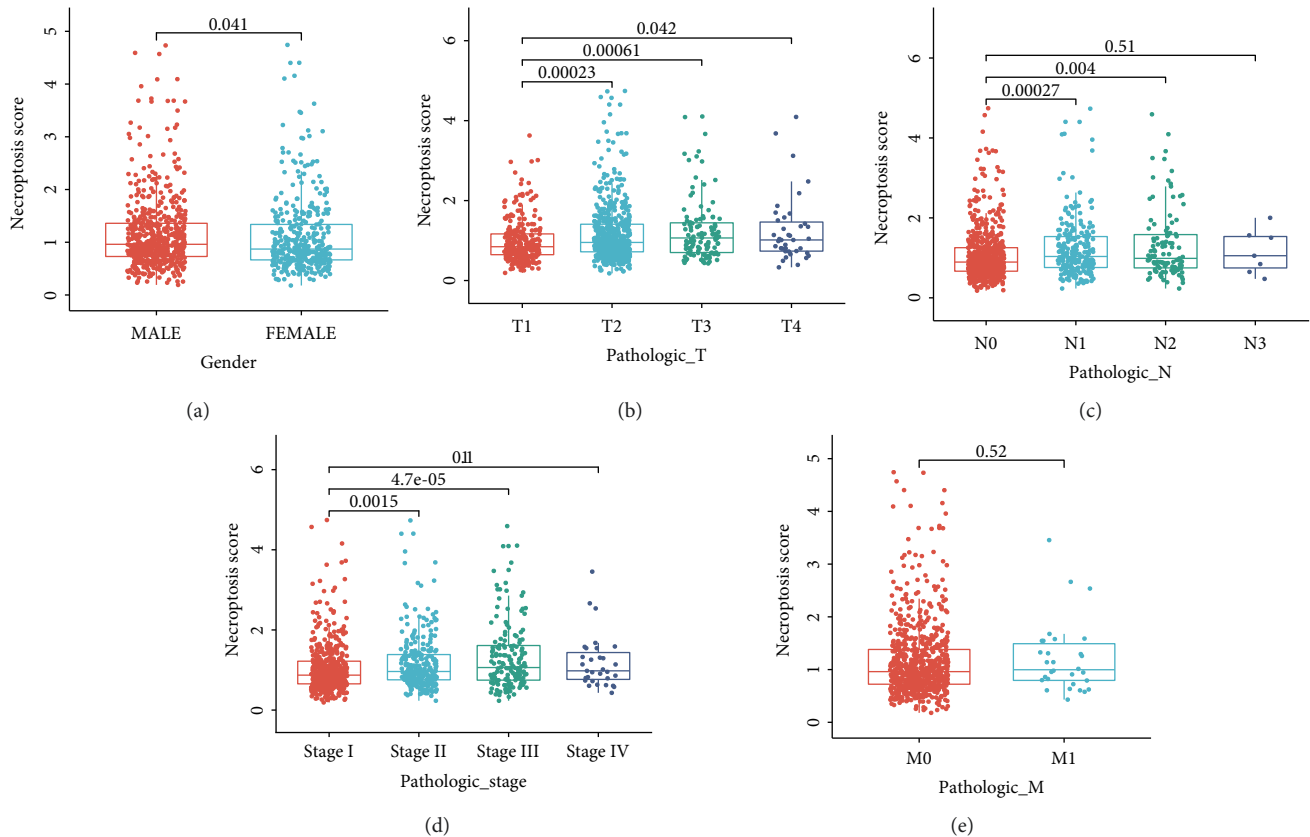 0.041
5
4
3
2
1
0
Necroptosis score
MALE
FEMALE
Gender
(a)
0.042
0.00061
0.00023
6
4
2
0
Necroptosis score
T1
T2
T3
T4
Pathologic_T
(b)
0.51
0.004
0.00027
6
4
2
0
Necroptosis score
N0
N1
N2
N3
Pathologic_N
(c)
0.11
4.7e-05
0.0015
6
4
2
0
Necroptosis score
Stage I
Stage II
Stage III
Stage IV
Pathologic_stage
(d)
0.52
5
4
3
2
1
0
Necroptosis score
M0
M1
Pathologic_M
(e)